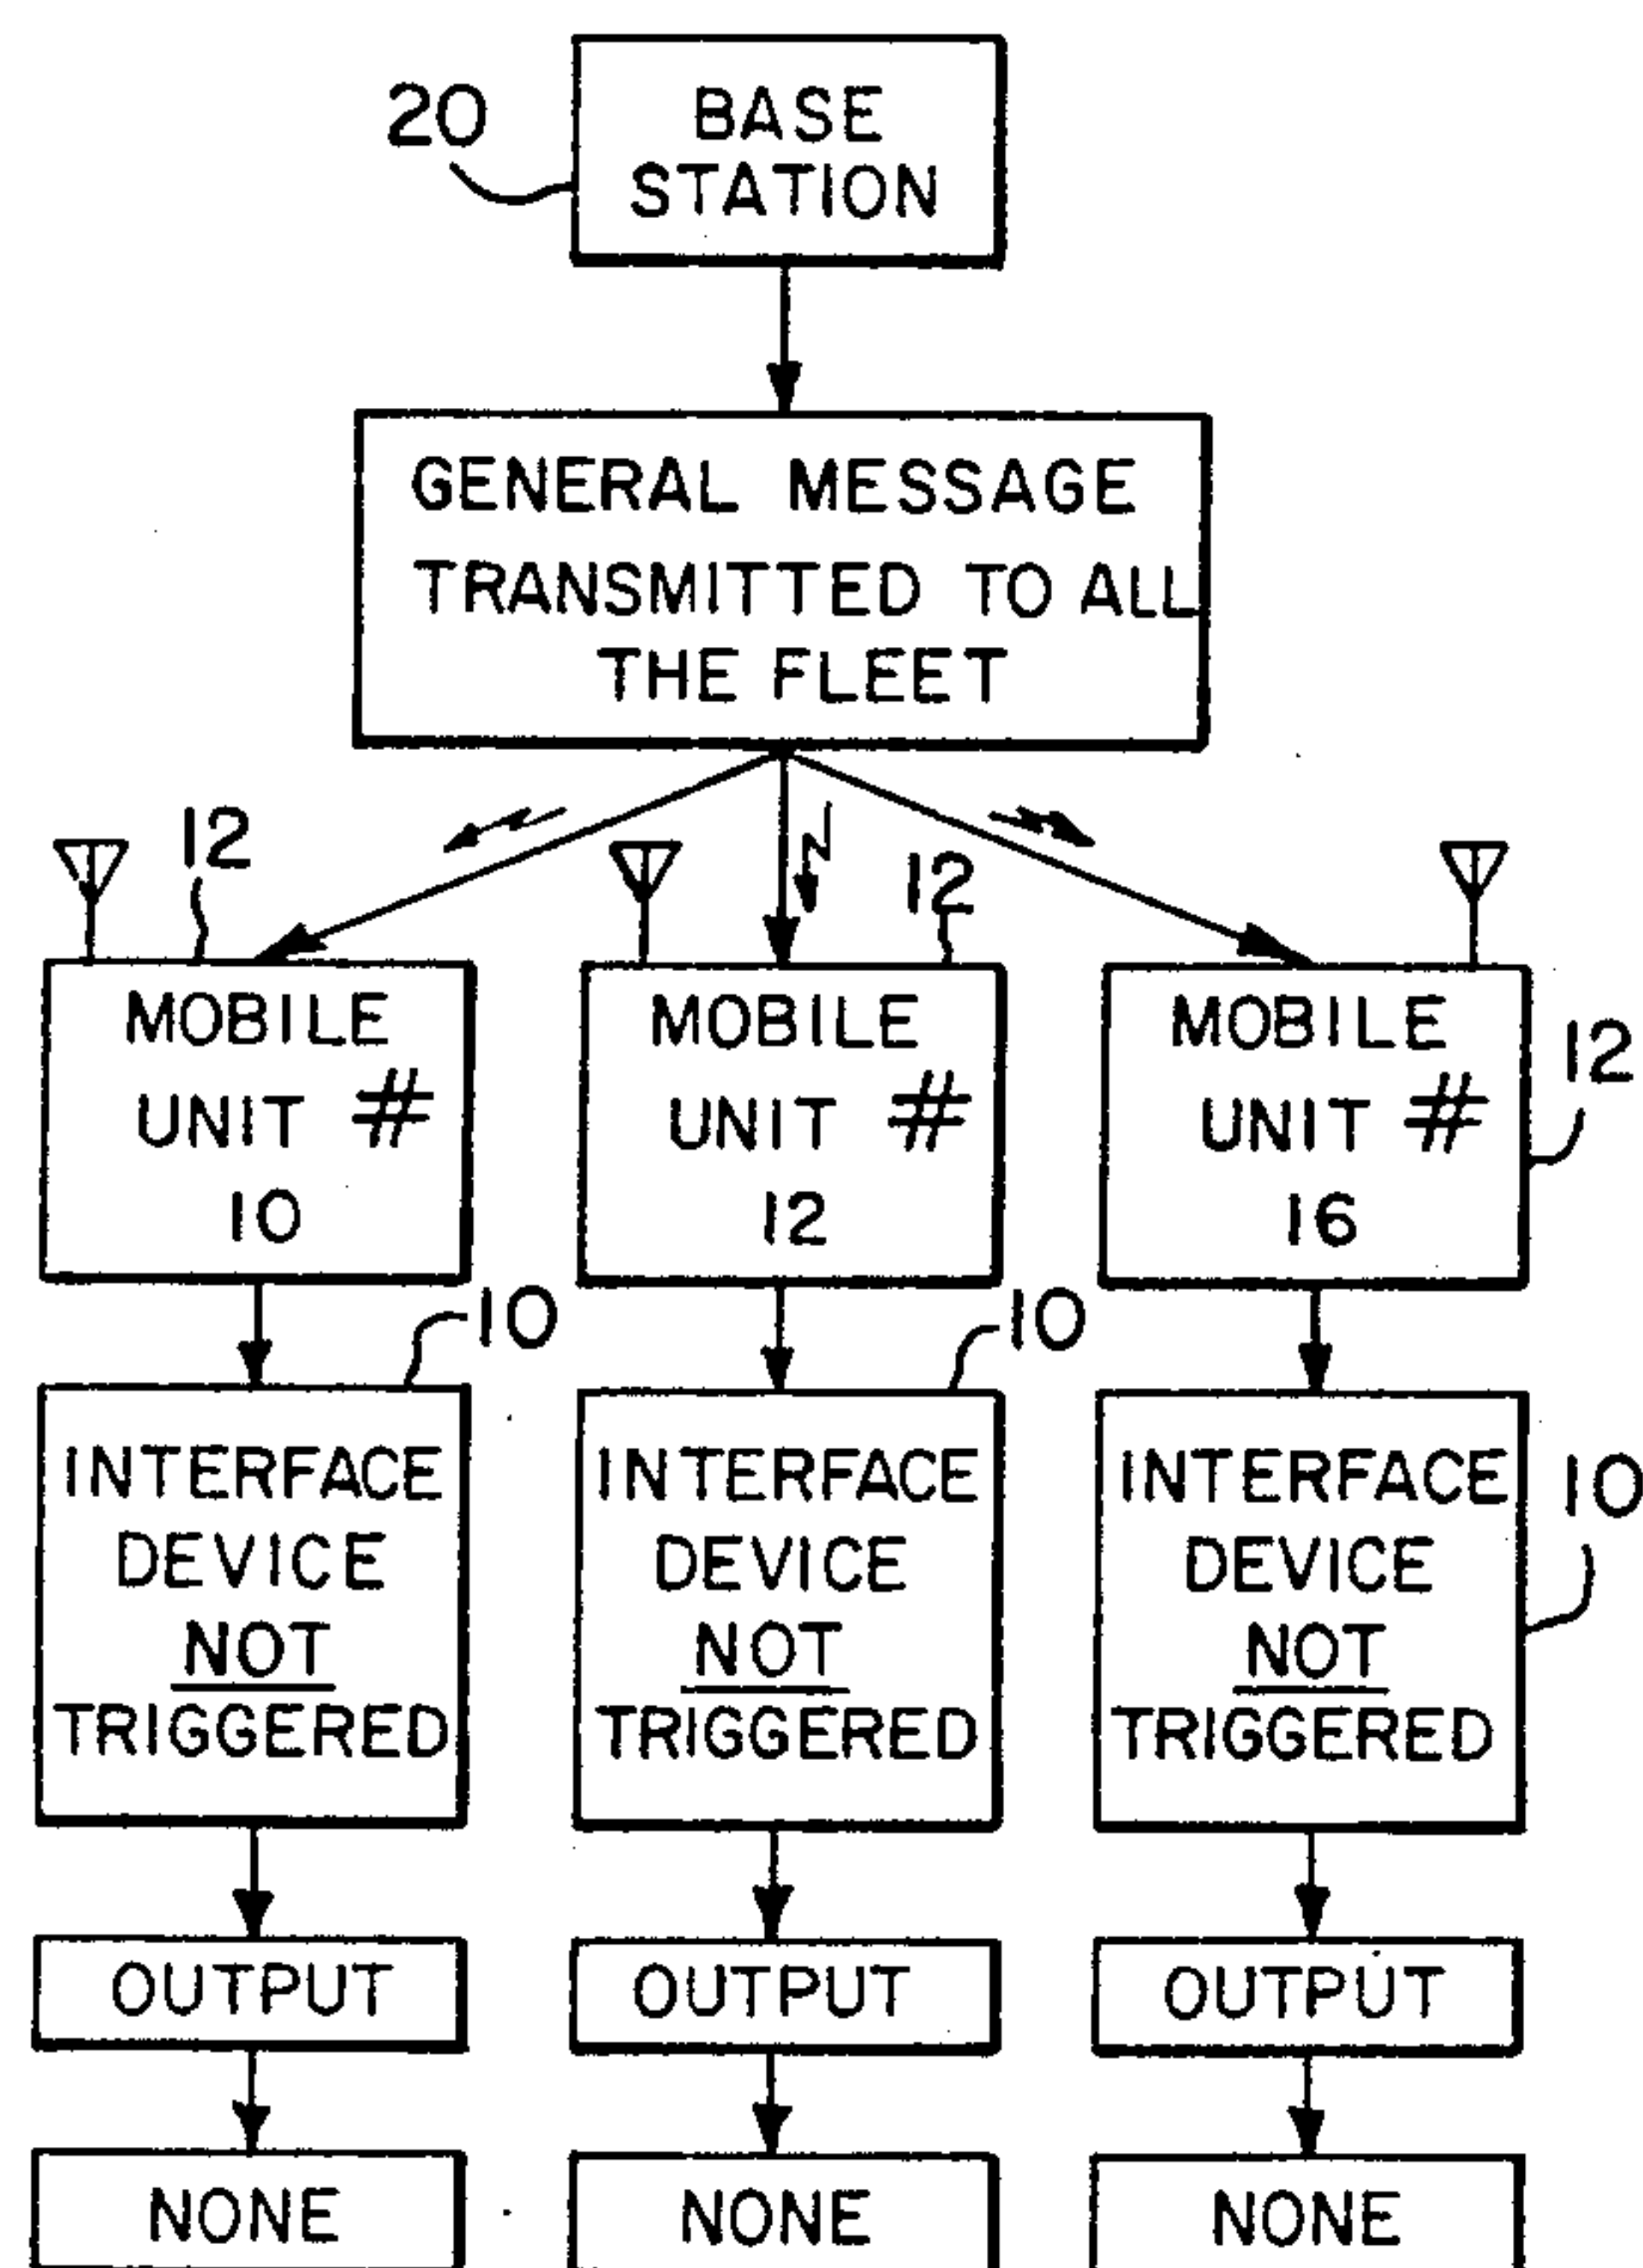 20
BASE
STATION
GENERAL MESSAGE
TRANSMITTED TO ALL
THE FLEET
12
12
MOBILE
UNIT #
10
MOBILE
UNIT #
12
MOBILE
UNIT #
16
12
10
10
INTERFACE
DEVICE
NOT
TRIGGERED
INTERFACE
DEVICE
NOT
TRIGGERED
INTERFACE
DEVICE
NOT
TRIGGERED
10
OUTPUT
OUTPUT
OUTPUT
NONE
NONE
NONE